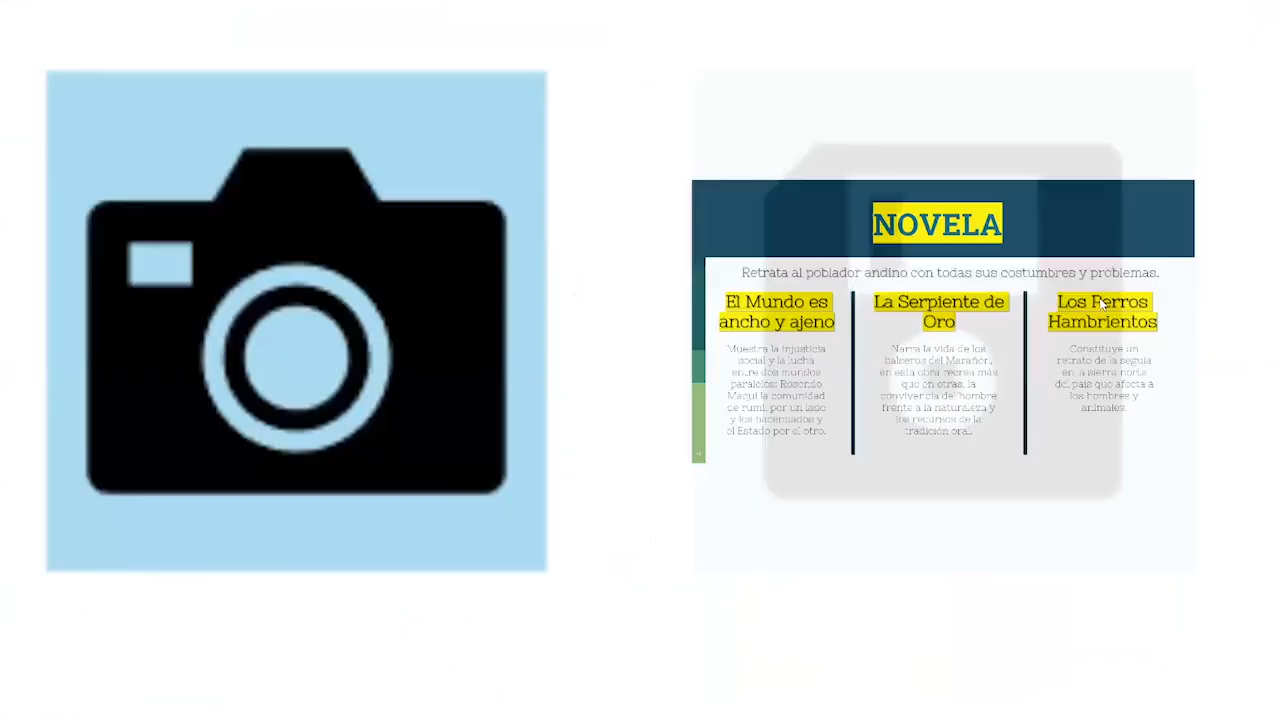 NOVELA
Retrata al poblador andino con todas sus costumbres y problemas.
El Mundo es
ancho y ajeno
Muestra la injusticia
social y la lucha
entre dos mundos
paralelos: Rosendo
Maqui la comunidad
de rumi, por un lado
y los hacendados y
el Estado por el otro.
La Serpiente de
Oro
Narra la vida de los
balseros del Marañón,
en esta obra recrea más
que en otras, la
convivencia del hombre
frente a la naturaleza y
los recursos de la
tradición oral.
Los Perros
Hambrientos
Constituye un
retrato de la seguía
en la sierra norte
del país que afecta a
los hombres y
animales.